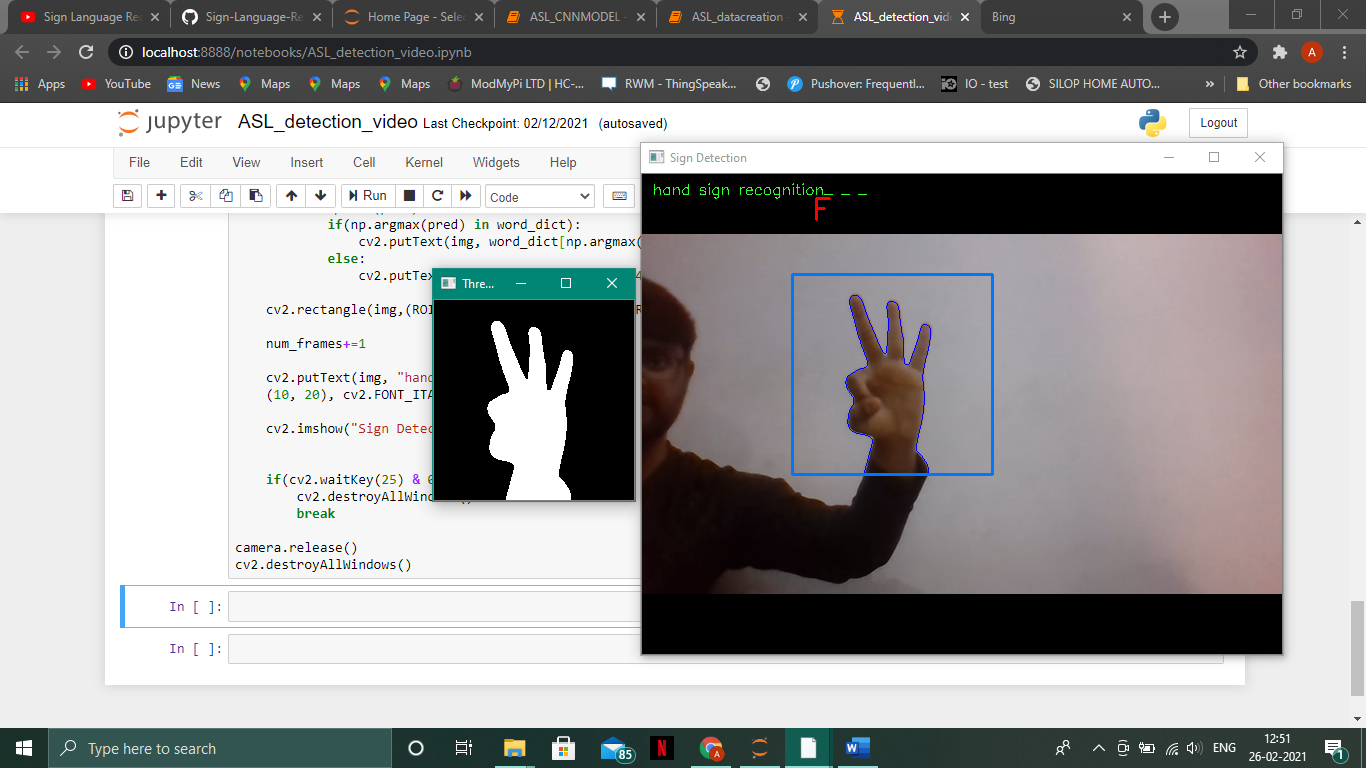 Sign Language Re
Sign-Language-Re
Home Page - Sele
ASL_CNNMODEL -
ASL_datacreation -
ASL_detection_vid
Bing
localhost:8888/notebooks/ASL_detection_video.ipynb
A
Apps
YouTube
News
Maps
Maps
Maps
ModMyPi LTD | HC-...
RWM - ThingSpeak...
Pushover: Frequentl...
IO - test
SILOP HOME AUTO...
»
Other bookmarks
jupyter ASL_detection_video Last Checkpoint: 02/12/2021 (autosaved)
Logout
File Edit View Insert Cell Kernel Widgets Help
Run
Code
if(np.argmax(pred) in word_dict):
cv2.putText(img, word_dict[np.argmax(
else:
cv2.putTe
cv2.rectangle(img,(ROI
num_frames+=1
cv2.putText(img, "hand
(10, 20), cv2.FONT_ITA
cv2.imshow("Sign Detec
if(cv2.waitKey(25) & 0
cv2.destroyAllWindows()
break
camera.release()
cv2.destroyAllWindows()
In [ ]:
In [ ]:
Thre...
Sign Detection
hand sign recognition_ _ _
F
Type here to search
85
N
A
W
ENG
12:51
26-02-2021
1